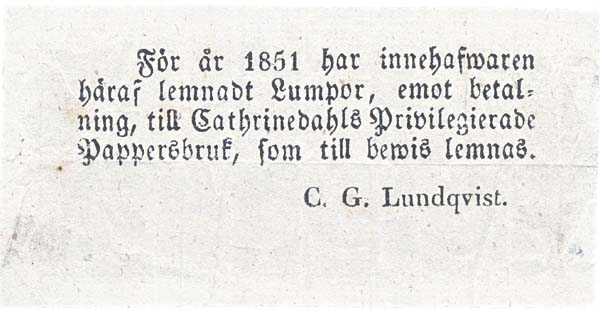 För år 1851 har innehafwaren
häraf lemnadt Lumpor, emot betal-
ning, till Cathrinedahls Privilegierade
Pappersbruk, som till bewis lemnas.
C. G. Lundqvist.